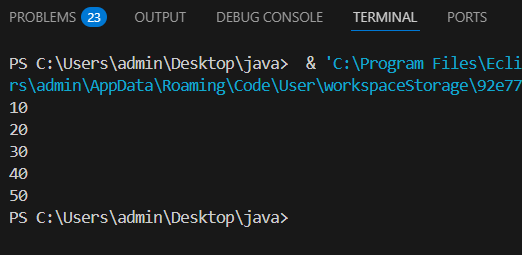 PROBLEMS 23 OUTPUT DEBUG CONSOLE TERMINAL PORTS
PS C:\Users\admin\Desktop\java>  & 'C:\Program Files\Ecli
rs\admin\AppData\Roaming\Code\User\workspaceStorage\92e77
10
20
30
40
50
PS C:\Users\admin\Desktop\java>